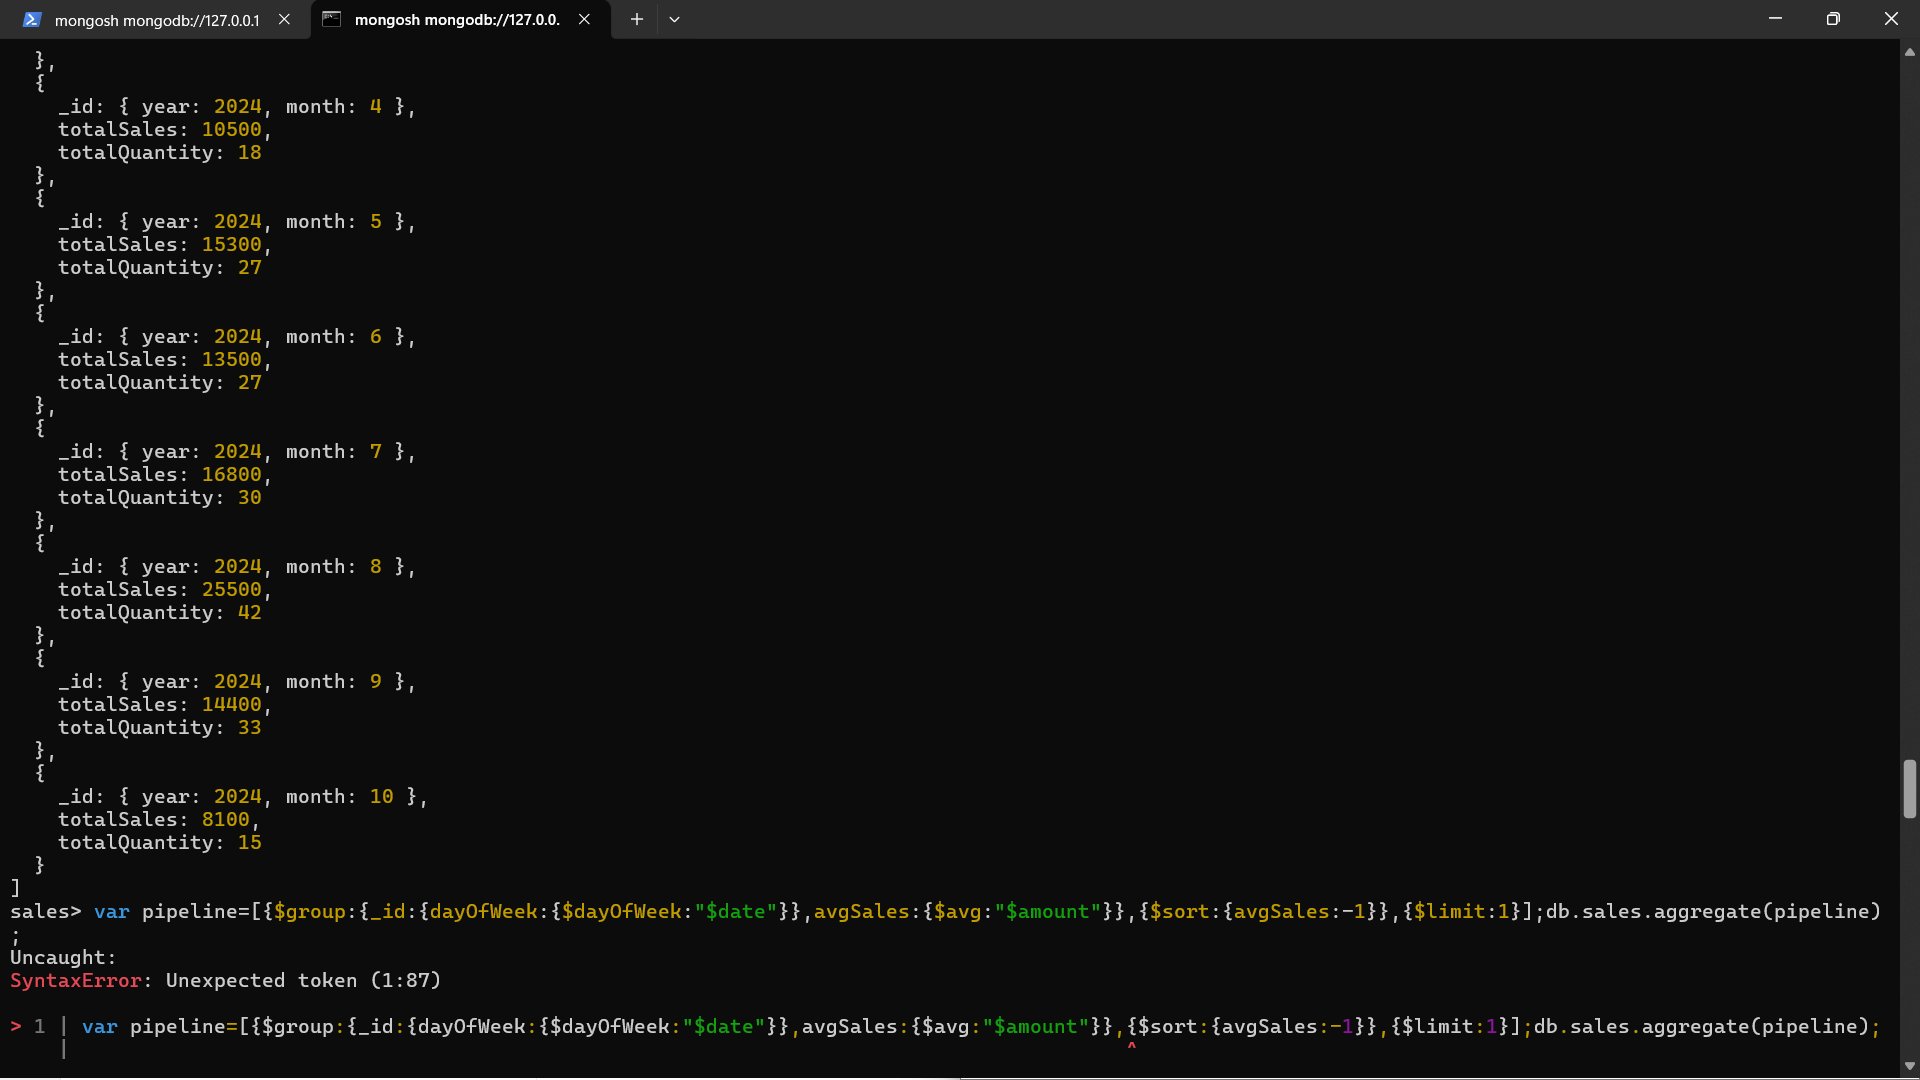 mongosh mongodb://127.0.0.1
mongosh mongodb://127.0.0.
},
{
_id: { year: 2024, month: 4 },
totalSales: 10500,
totalQuantity: 18
},
{
_id: { year: 2024, month: 5 },
totalSales: 15300,
totalQuantity: 27
},
{
_id: { year: 2024, month: 6 },
totalSales: 13500,
totalQuantity: 27
},
{
_id: { year: 2024, month: 7 },
totalSales: 16800,
totalQuantity: 30
},
{
_id: { year: 2024, month: 8 },
totalSales: 25500,
totalQuantity: 42
},
{
_id: { year: 2024, month: 9 },
totalSales: 14400,
totalQuantity: 33
},
{
_id: { year: 2024, month: 10 },
totalSales: 8100,
totalQuantity: 15
}
]
sales> var pipeline=[{$group:{_id:{dayOfWeek:{$dayOfWeek:"$date"}},avgSales:{$avg:"$amount"}},{$sort:{avgSales:-1}},{$limit:1}];db.sales.aggregate(pipeline)
;
Uncaught:
SyntaxError: Unexpected token (1:87)
> 1 | var pipeline=[{$group:{_id:{dayOfWeek:{$dayOfWeek:"$date"}},avgSales:{$avg:"$amount"}},{$sort:{avgSales:-1}},{$limit:1}];db.sales.aggregate(pipeline);
| ^